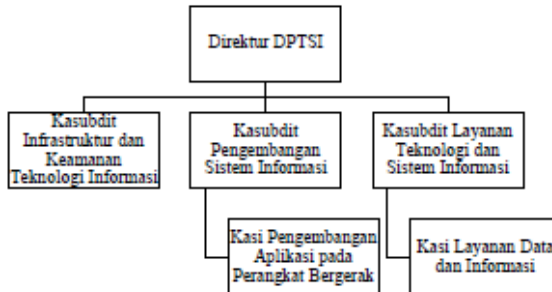 Direktur DPTSI
Kasubdit
Infrastruktur dan
Keamanan
Teknologi Informasi
Kasubdit
Pengembangan
Sistem Informasi
Kasubdit Layanan
Teknologi dan
Sistem Informasi
Kasi Pengembangan
Aplikasi pada
Perangkat Bergerak
Kasi Layanan Data
dan Informasi